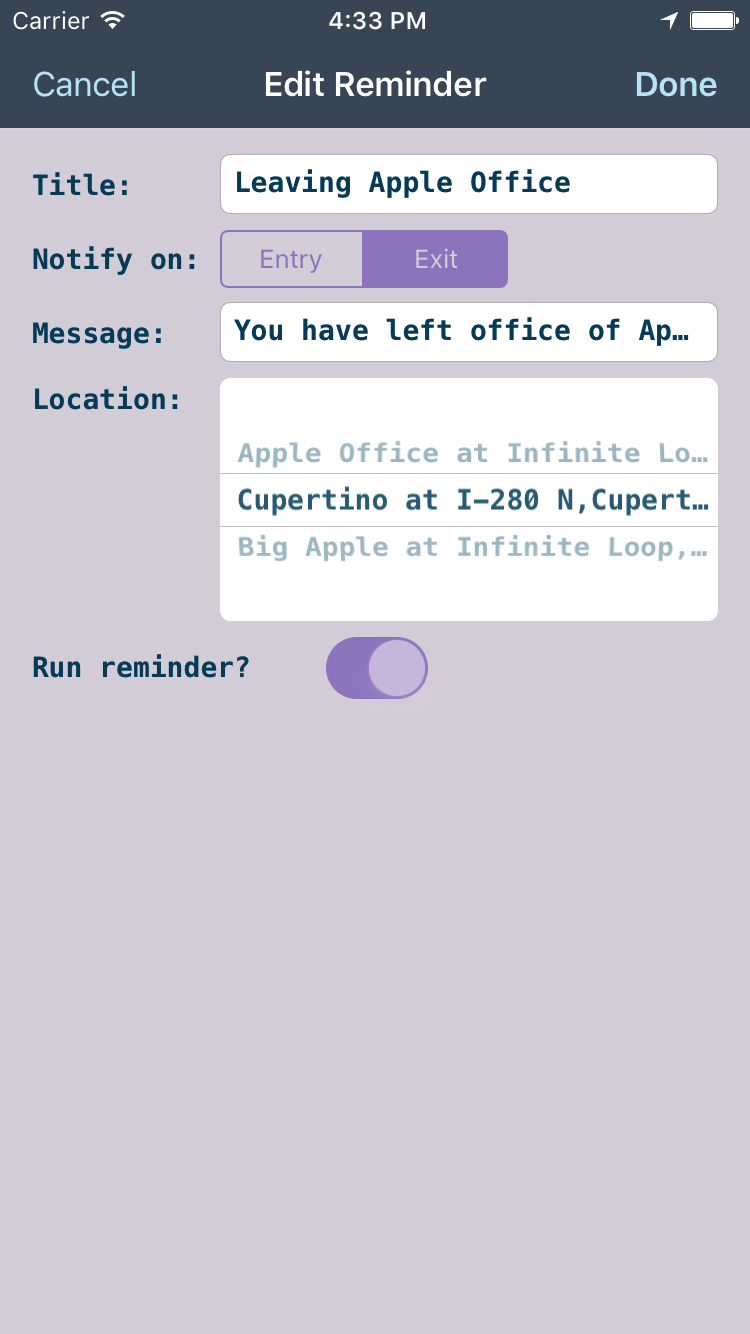 Carrier 4:33 PM
Cancel Edit Reminder Done
Title: Leaving Apple Office
Notify on: Entry Exit
Message: You have left office of Ap…
Location:
Apple Office at Infinite Lo…
Cupertino at I-280 N,Cupert…
Big Apple at Infinite Loop,…
Run reminder?